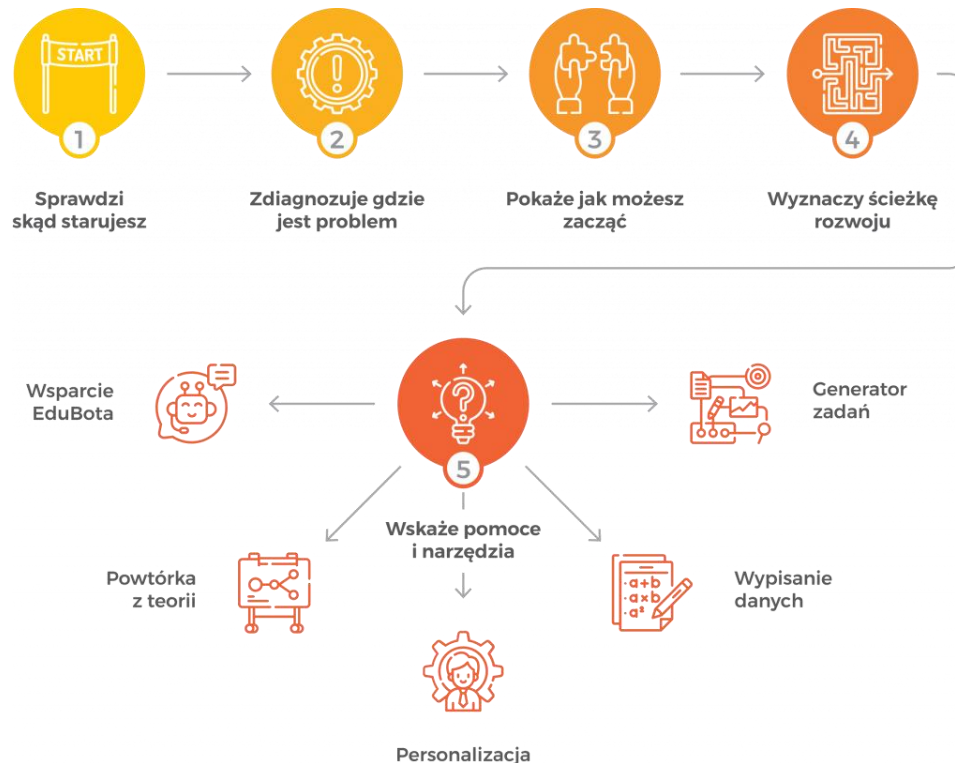 START
1
2
3
4
Sprawdzi
skąd starujesz
Zdiagnozuje gdzie
jest problem
Pokaże jak możesz
zacząć
Wyznaczy ścieżkę
rozwoju
Wsparcie
EduBota
?
5
Generator
zadań
Wskaże pomoce
i narzędzia
Powtórka
z teorii
a+b
a×b
a²
Wypisanie
danych
Personalizacja